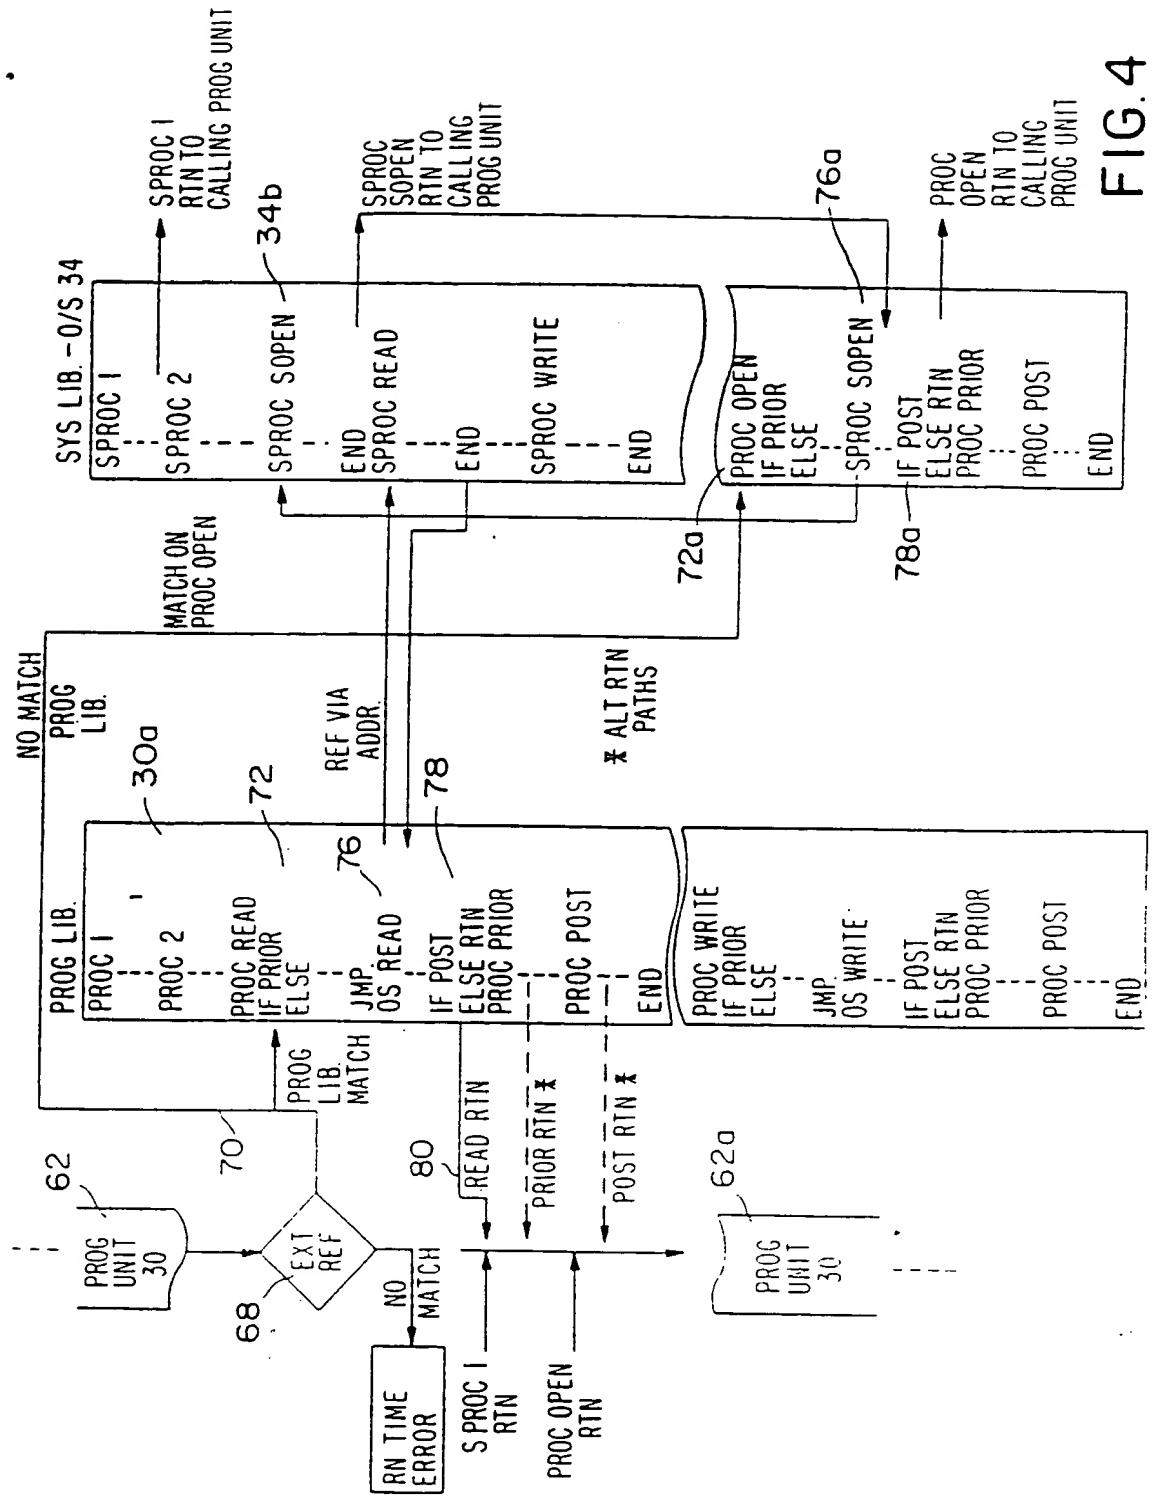 PROG
UNIT
30
62
EXT
REF
68
70
NO
MATCH
RN TIME
ERROR
PROG
LIB.
MATCH
NO MATCH
PROG
LIB.
PROG LIB.
30a
PROC 1
PROC 2
72
PROC READ
IF PRIOR
ELSE
76
JMP.
OS READ
78
IF POST
ELSE RTN
PROC PRIOR
PROC POST
END
PROC WRITE
IF PRIOR
ELSE
JMP.
OS WRITE
IF POST
ELSE RTN
PROC PRIOR
PROC POST
END
80
READ RTN
PRIOR RTN *
POST RTN *
S PROC 1
RTN
PROC OPEN
RTN
62a
PROG
UNIT
30
MATCH ON
PROC OPEN
REF VIA
ADDR.
* ALT RTN
PATHS
SYS LIB. - O/S 34
SPROC 1
SPROC 2
34b
SPROC SOPEN
END
SPROC READ
END
SPROC WRITE
END
72a
PROC OPEN
IF PRIOR
ELSE
76a
SPROC SOPEN
78a
IF POST
ELSE RTN
PROC PRIOR
PROC POST
END
SPROC 1
RTN TO
CALLING PROG UNIT
SPROC
SOPEN
RTN TO
CALLING
PROG UNIT
PROC
OPEN
RTN TO
CALLING
PROG UNIT
FIG. 4